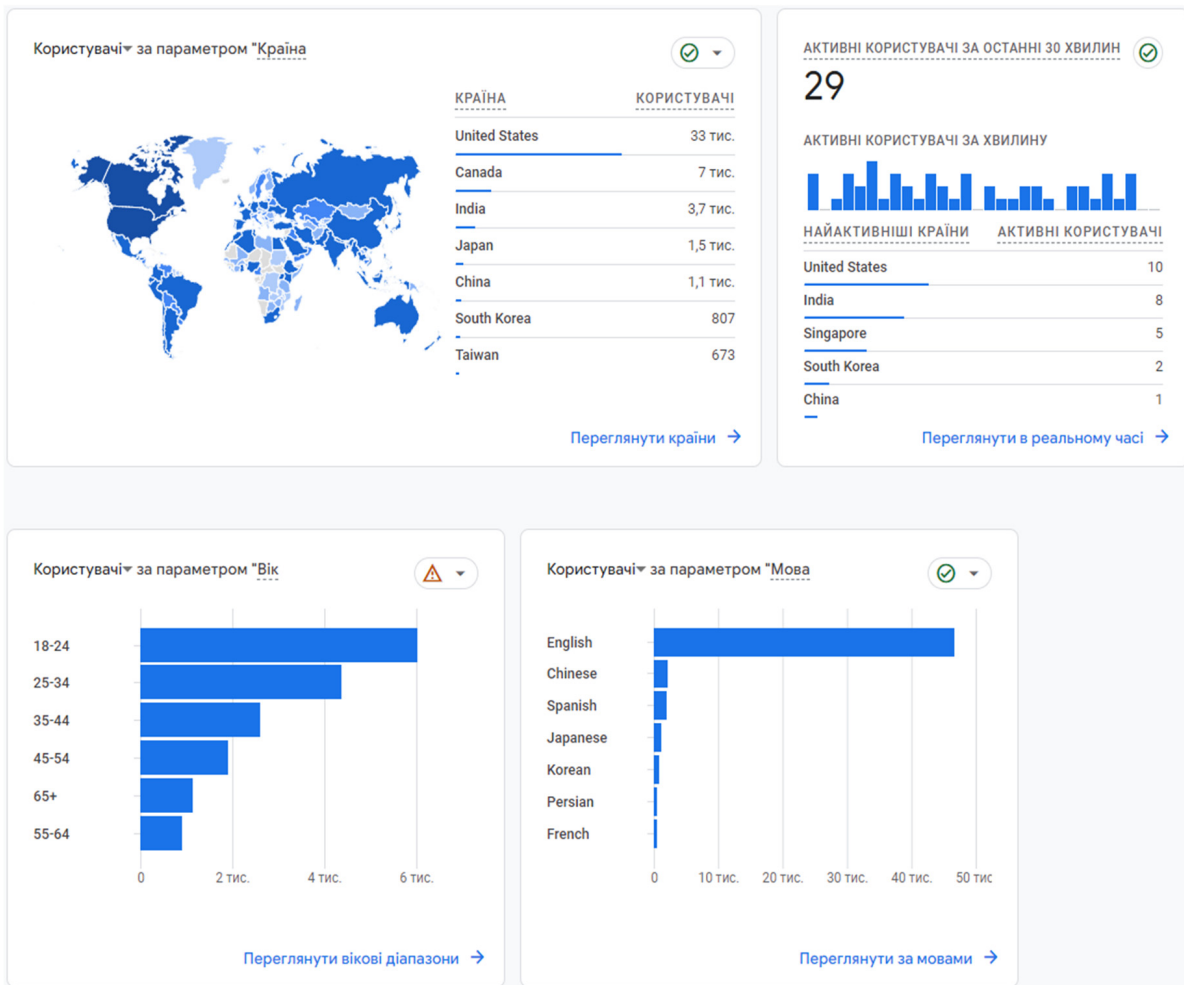 Користувачі за параметром "Країна
КРАЇНА КОРИСТУВАЧІ
United States 33 тис.
Canada 7 тис.
India 3,7 тис.
Japan 1,5 тис.
China 1,1 тис.
South Korea 807
Taiwan 673
Переглянути країни
АКТИВНІ КОРИСТУВАЧІ ЗА ОСТАННІ 30 ХВИЛИН
29
АКТИВНІ КОРИСТУВАЧІ ЗА ХВИЛИНУ
НАЙАКТИВНІШІ КРАЇНИ АКТИВНІ КОРИСТУВАЧІ
United States 10
India 8
Singapore 5
South Korea 2
China 1
Переглянути в реальному часі
Користувачі за параметром "Вік
18-24
25-34
35-44
45-54
65+
55-64
0 2 тис. 4 тис. 6 тис.
Переглянути вікові діапазони
Користувачі за параметром "Мова
English
Chinese
Spanish
Japanese
Korean
Persian
French
0 10 тис. 20 тис. 30 тис. 40 тис. 50 тис
Переглянути за мовами